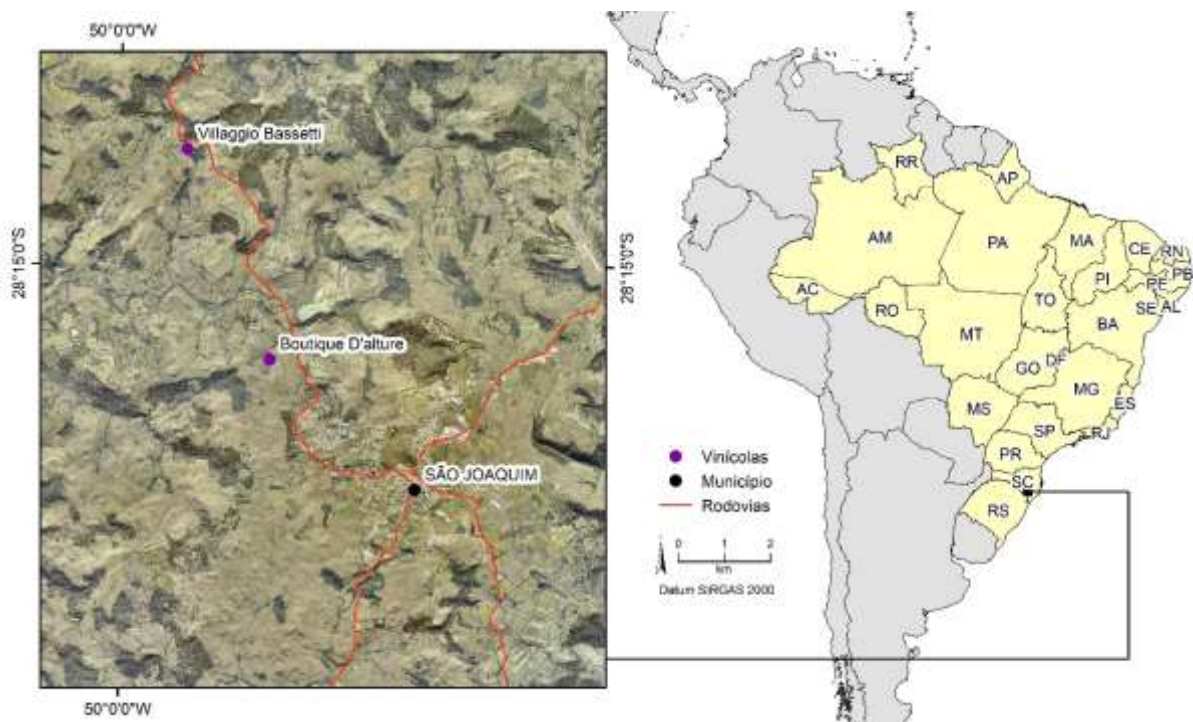 50°0'0"W
28°15'0"S
Villaggio Bassetti
Boutique D'alture
SÃO JOAQUIM
28°15'0"S
50°0'0"W
RR
AP
AM
PA
MA
CE
RN
PB
PI
PE
AC
TO
SE
AL
RO
BA
MT
GO
DF
MG
ES
MS
SP
RJ
PR
SC
RS
Vinícolas
Município
Rodovias
0 1 2
km
Datum SIRGAS 2000